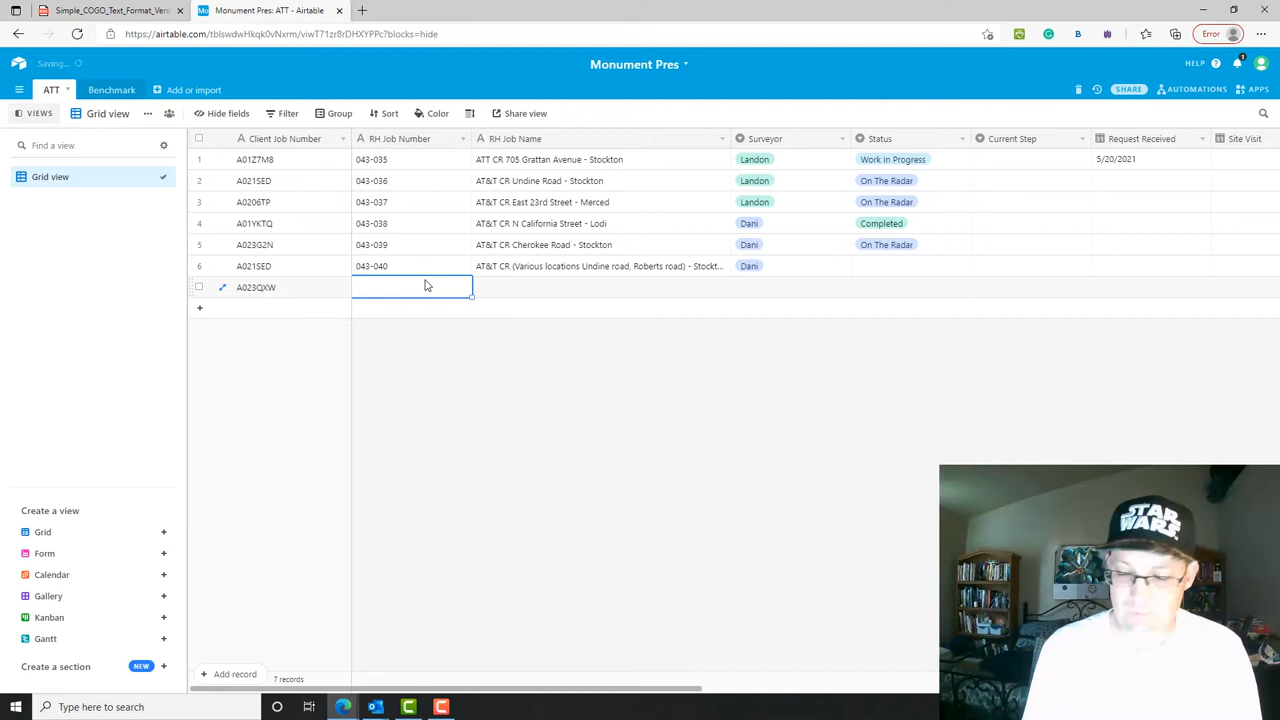 Simple_COGO_Text_Format_Vers
Monument Pres: ATT - Airtable
https://airtable.com/tblswdwHkqk0vNxrm/viwT71zr8rDHXYPPc?blocks=hide
Error
Saving...
Monument Pres
HELP
1
ATT
Benchmark
Add or import
SHARE
AUTOMATIONS
APPS
VIEWS
Grid view
Hide fields
Filter
Group
Sort
Color
Share view
Find a view
Grid view
Client Job Number
RH Job Number
RH Job Name
Surveyor
Status
Current Step
Request Received
Site Visit
1 A01Z7M8 043-035 ATT CR 705 Grattan Avenue - Stockton Landon Work In Progress 5/20/2021
2 A021SED 043-036 AT&T CR Undine Road - Stockton Landon On The Radar
3 A0206TP 043-037 AT&T CR East 23rd Street - Merced Landon On The Radar
4 A01YKTQ 043-038 AT&T CR N California Street - Lodi Dani Completed
5 A023G2N 043-039 AT&T CR Cherokee Road - Stockton Dani On The Radar
6 A021SED 043-040 AT&T CR (Various locations Undine road, Roberts road) - Stockt... Dani
A023QXW
Create a view
Grid
Form
Calendar
Gallery
Kanban
Gantt
Create a section NEW
Add record
7 records
STAR
WARS
Type here to search